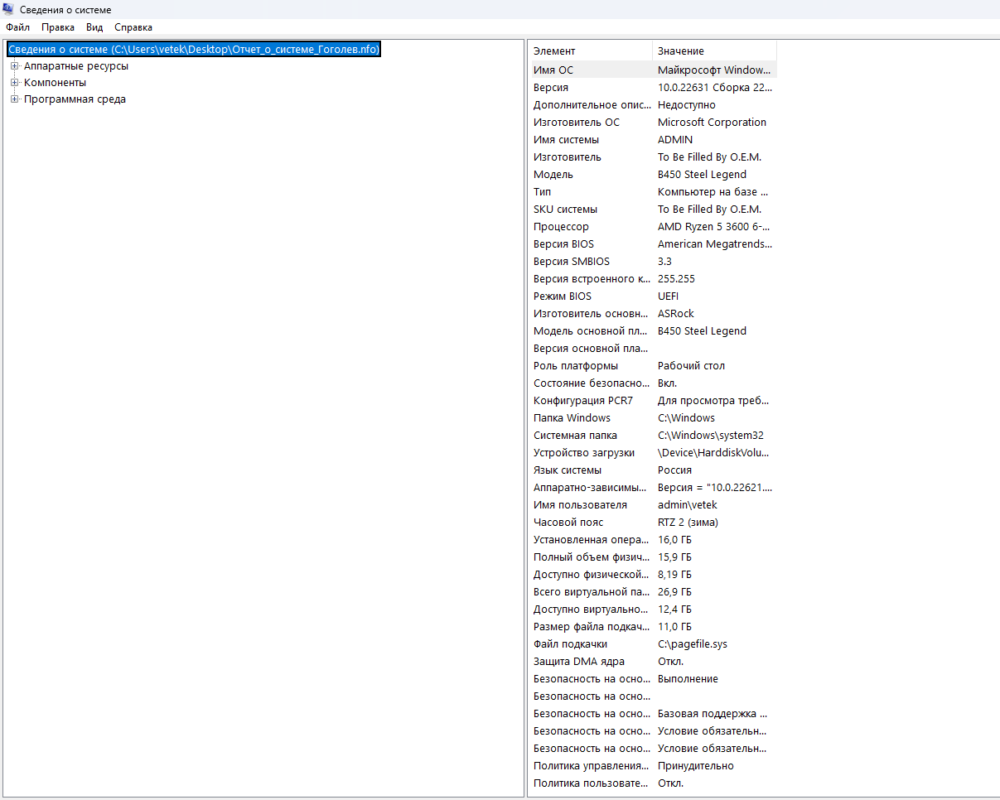 Сведения о системе
Файл Правка Вид Справка
Сведения о системе (C:\Users\vetek\Desktop\Отчет_о_системе_Гоголев.nfo)
Аппаратные ресурсы
Компоненты
Программная среда
Элемент Значение
Имя ОС Майкрософт Window...
Версия 10.0.22631 Сборка 22...
Дополнительное опис... Недоступно
Изготовитель ОС Microsoft Corporation
Имя системы ADMIN
Изготовитель To Be Filled By O.E.M.
Модель B450 Steel Legend
Тип Компьютер на базе ...
SKU системы To Be Filled By O.E.M.
Процессор AMD Ryzen 5 3600 6-...
Версия BIOS American Megatrends...
Версия SMBIOS 3.3
Версия встроенного к... 255.255
Режим BIOS UEFI
Изготовитель основн... ASRock
Модель основной пл... B450 Steel Legend
Версия основной пла...
Роль платформы Рабочий стол
Состояние безопасно... Вкл.
Конфигурация PCR7 Для просмотра треб...
Папка Windows C:\Windows
Системная папка C:\Windows\system32
Устройство загрузки \Device\HarddiskVolu...
Язык системы Россия
Аппаратно-зависимы... Версия = "10.0.22621....
Имя пользователя admin\vetek
Часовой пояс RTZ 2 (зима)
Установленная опера... 16,0 ГБ
Полный объем физич... 15,9 ГБ
Доступно физической... 8,19 ГБ
Всего виртуальной па... 26,9 ГБ
Доступно виртуально... 12,4 ГБ
Размер файла подкач... 11,0 ГБ
Файл подкачки C:\pagefile.sys
Защита DMA ядра Откл.
Безопасность на осно... Выполнение
Безопасность на осно...
Безопасность на осно... Базовая поддержка ...
Безопасность на осно... Условие обязательн...
Безопасность на осно... Условие обязательн...
Политика управления... Принудительно
Политика пользовате... Откл.